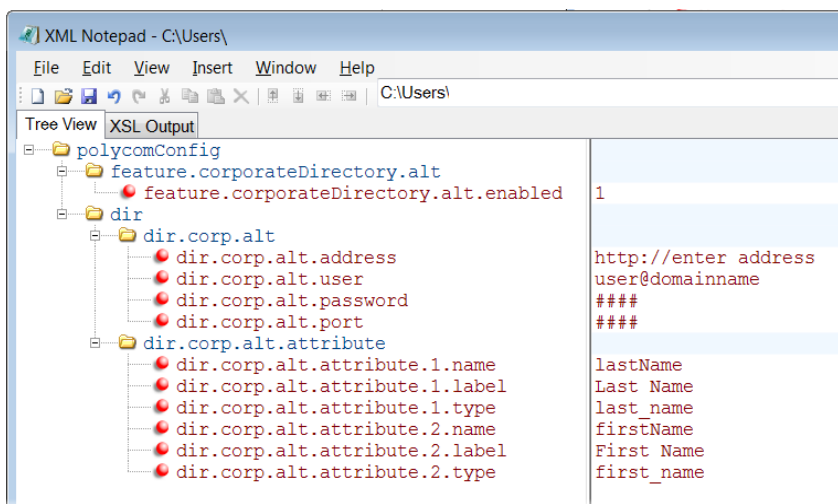 XML Notepad - C:\Users\
File Edit View Insert Window Help
C:\Users\
Tree View XSL Output
polycomConfig
feature.corporateDirectory.alt
feature.corporateDirectory.alt.enabled 1
dir
dir.corp.alt
dir.corp.alt.address http://enter address
dir.corp.alt.user user@domainname
dir.corp.alt.password ####
dir.corp.alt.port ####
dir.corp.alt.attribute
dir.corp.alt.attribute.1.name lastName
dir.corp.alt.attribute.1.label Last Name
dir.corp.alt.attribute.1.type last_name
dir.corp.alt.attribute.2.name firstName
dir.corp.alt.attribute.2.label First Name
dir.corp.alt.attribute.2.type first_name